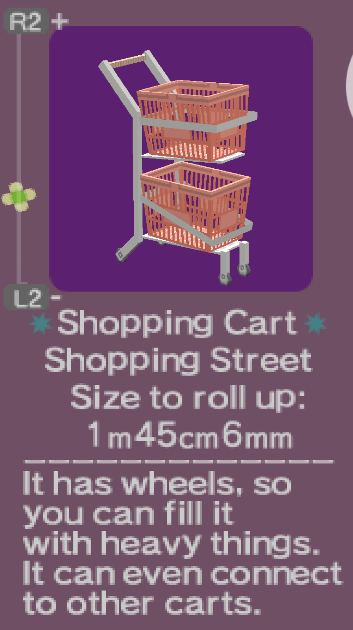 R2 +
L2 -
Shopping Cart
Shopping Street
Size to roll up:
1m45cm6mm
It has wheels, so
you can fill it
with heavy things.
It can even connect
to other carts.